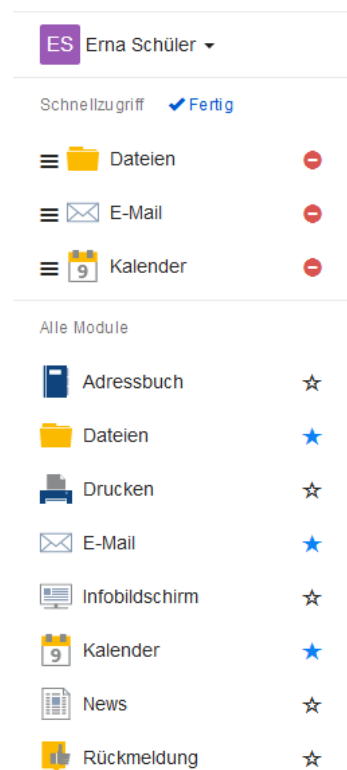 ES Erna Schüler
Schnellzugriff Fertig
Dateien
E-Mail
9 Kalender
Alle Module
Adressbuch
Dateien
Drucken
E-Mail
Infobildschirm
9 Kalender
News
Rückmeldung